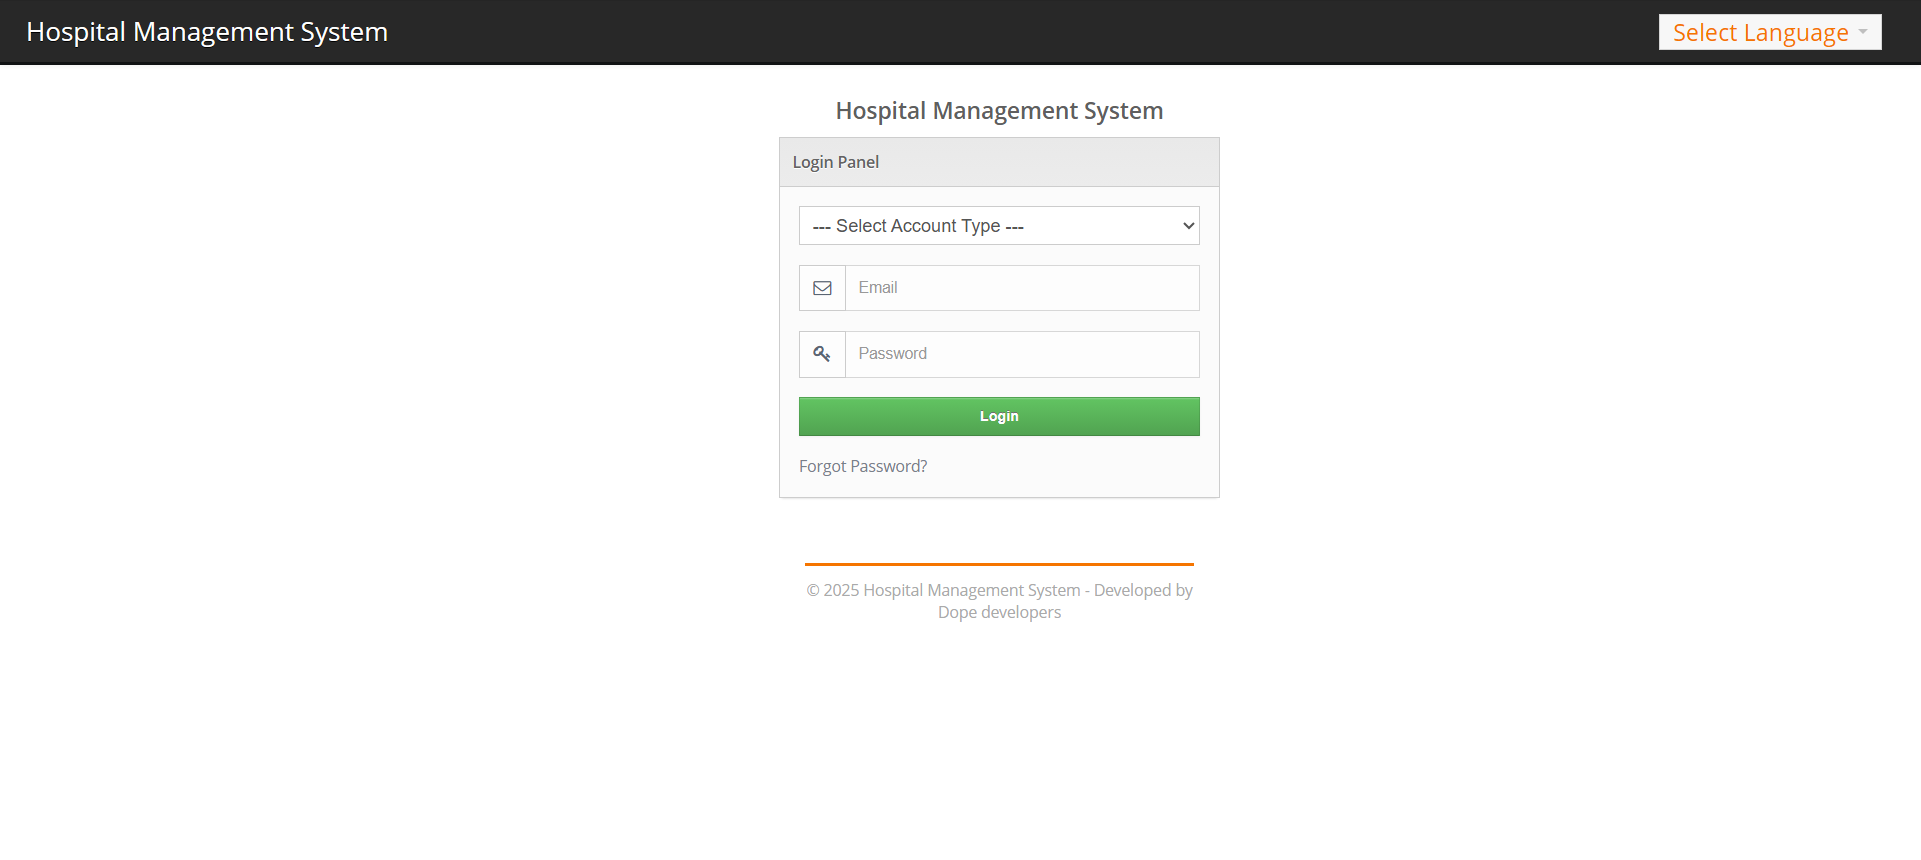 Hospital Management System
Select Language
Hospital Management System
Login Panel
--- Select Account Type ---
Email
Password
Login
Forgot Password?
© 2025 Hospital Management System - Developed by
Dope developers